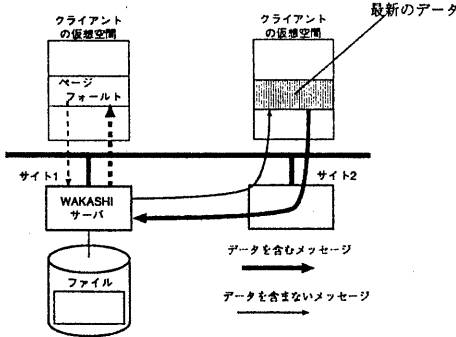 最新のデータ
クライアント
の仮想空間
クライアント
の仮想空間
ページ
フォールト
サイト1
サイト2
WAKASHI
サーバ
ファイル
データを含むメッセージ
データを含まないメッセージ